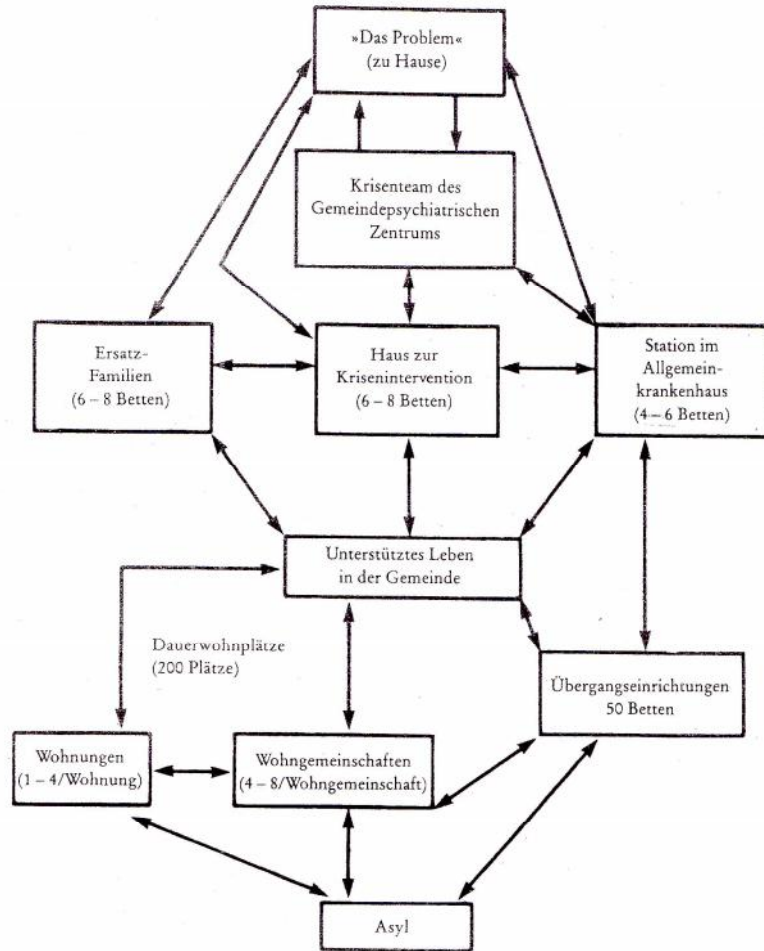 »Das Problem«
(zu Hause)
Krisenteam des
Gemeindepsychiatrischen
Zentrums
Ersatz-
Familien
(6 – 8 Betten)
Haus zur
Krisenintervention
(6 – 8 Betten)
Station im
Allgemein-
krankenhaus
(4 – 6 Betten)
Unterstütztes Leben
in der Gemeinde
Dauerwohnplätze
(200 Plätze)
Übergangseinrichtungen
50 Betten
Wohnungen
(1 – 4/Wohnung)
Wohngemeinschaften
(4 – 8/Wohngemeinschaft)
Asyl